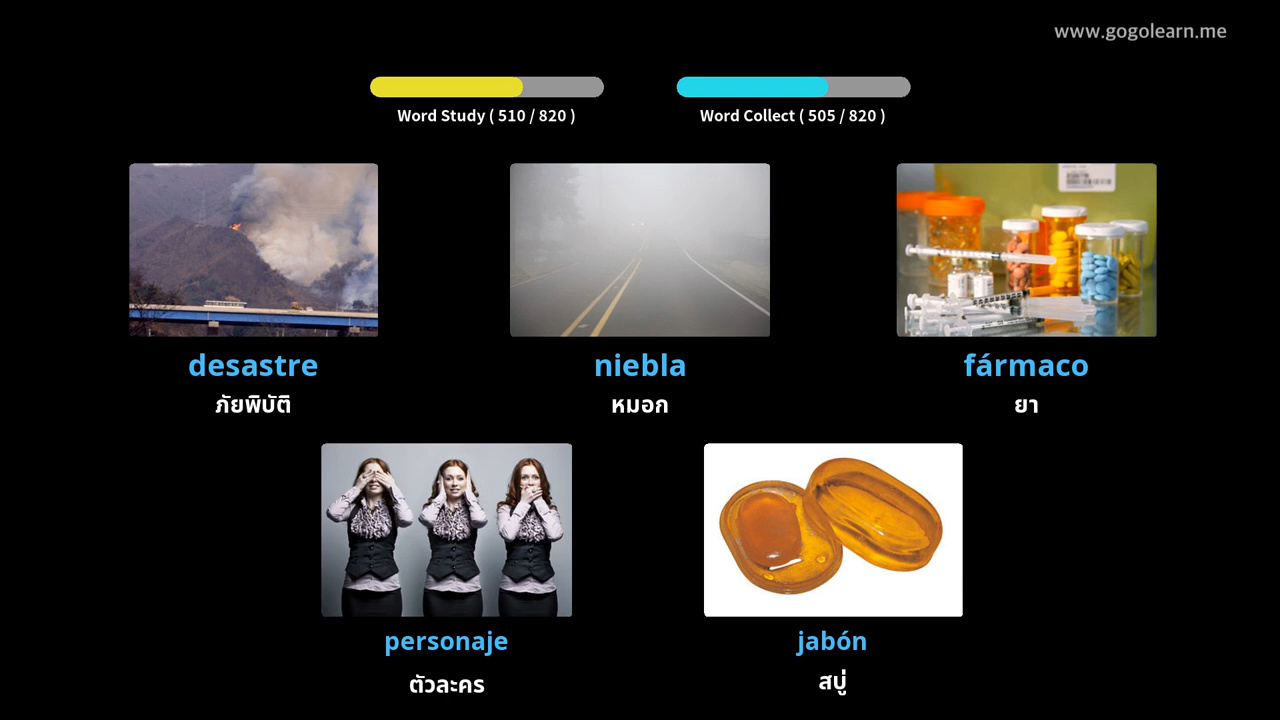 www.gogolearn.me
Word Study ( 510 / 820 )
Word Collect ( 505 / 820 )
desastre
ภัยพิบัติ
niebla
หมอก
fármaco
ยา
personaje
ตัวละคร
jabón
สบู่